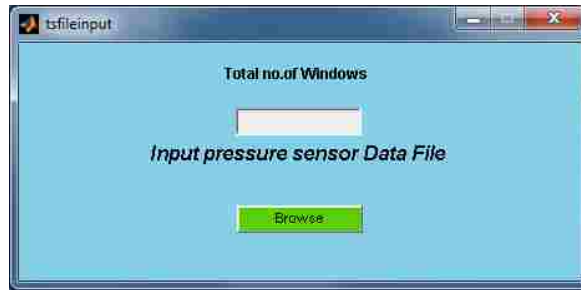 tsfileinput
Total no.of Windows
Input pressure sensor Data File
Browse